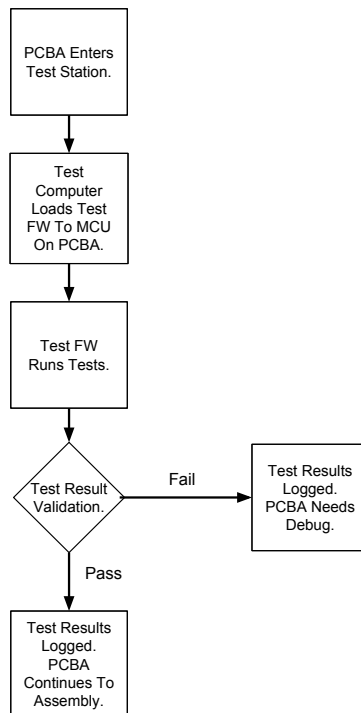 PCBA Enters
Test Station.
Test
Computer
Loads Test
FW To MCU
On PCBA.
Test FW
Runs Tests.
Test Result
Validation.
Fail
Test Results
Logged.
PCBA Needs
Debug.
Pass
Test Results
Logged.
PCBA
Continues To
Assembly.